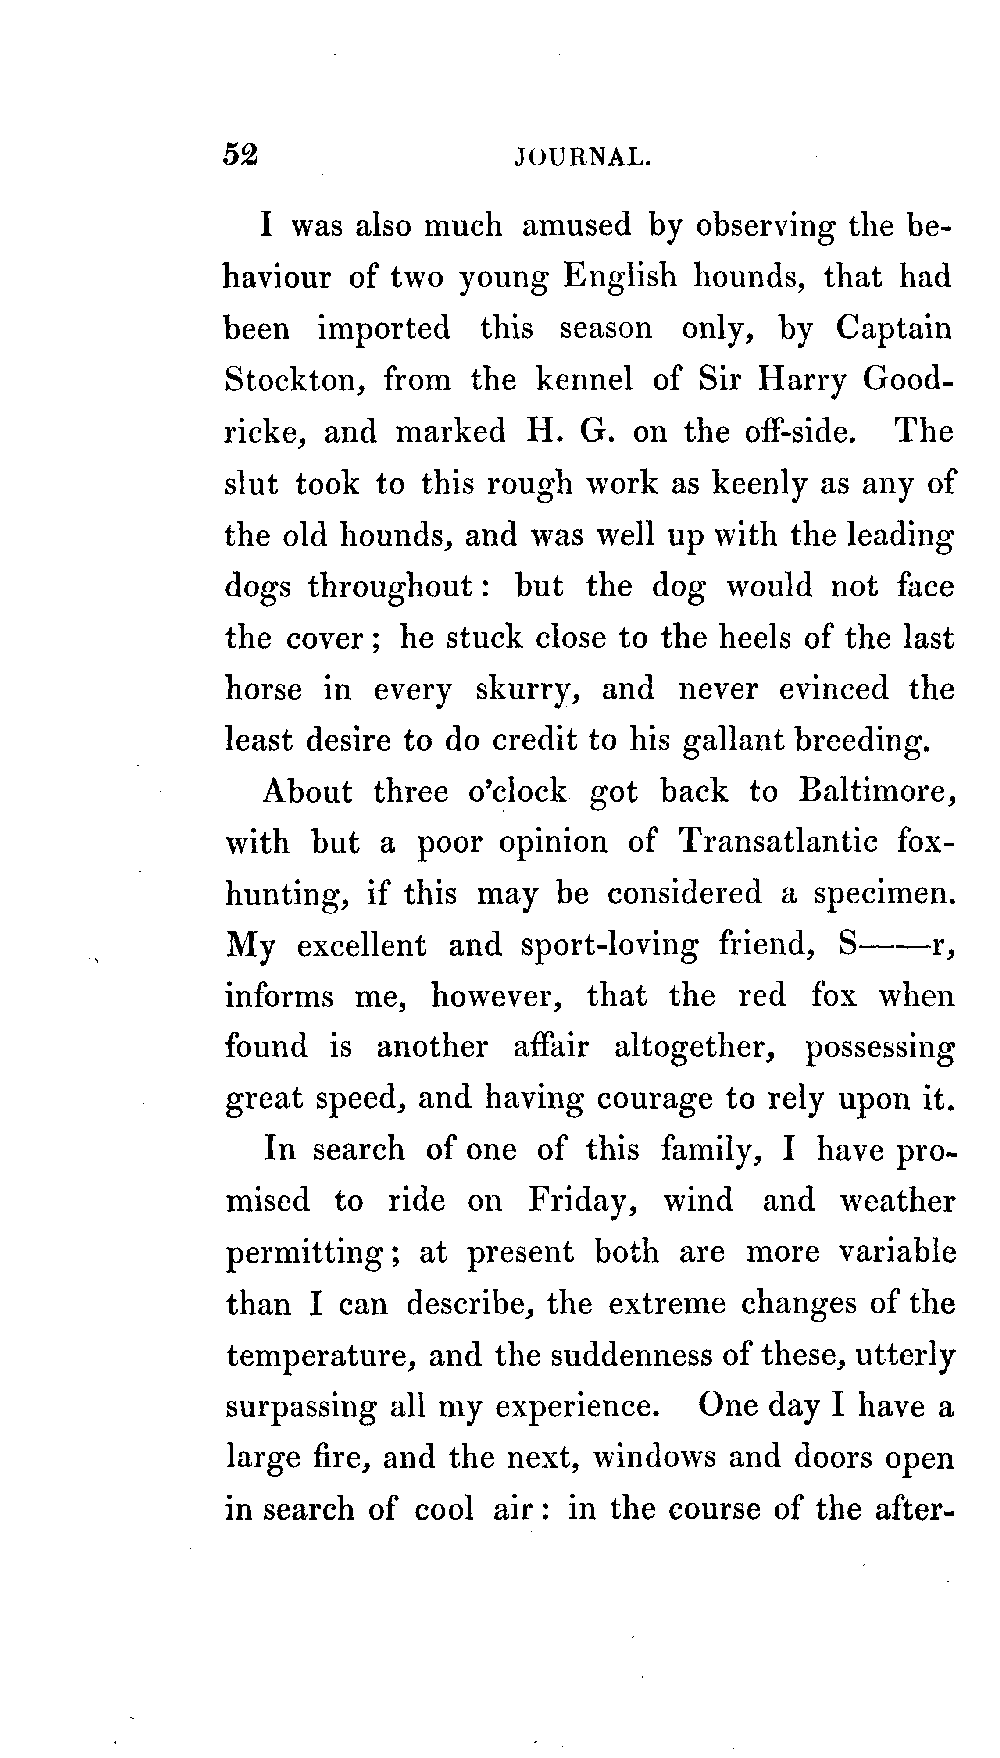 52 JOURNAL.
I was also much amused by observing the be-
haviour of two young English hounds, that had
been imported this season only, by Captain
Stockton, from the kennel of Sir Harry Good-
ricke, and marked H. G. on the off-side. The
slut took to this rough work as keenly as any of
the old hounds, and was well up with the leading
dogs throughout : but the dog would not face
the cover ; he stuck close to the heels of the last
horse in every skurry, and never evinced the
least desire to do credit to his gallant breeding.
About three o'clock got back to Baltimore,
with but a poor opinion of Transatlantic fox-
hunting, if this may be considered a specimen.
My excellent and sport-loving friend, S——r,
informs me, however, that the red fox when
found is another affair altogether, possessing
great speed, and having courage to rely upon it.
In search of one of this family, I have pro-
mised to ride on Friday, wind and weather
permitting ; at present both are more variable
than I can describe, the extreme changes of the
temperature, and the suddenness of these, utterly
surpassing all my experience. One day I have a
large fire, and the next, windows and doors open
in search of cool air : in the course of the after-